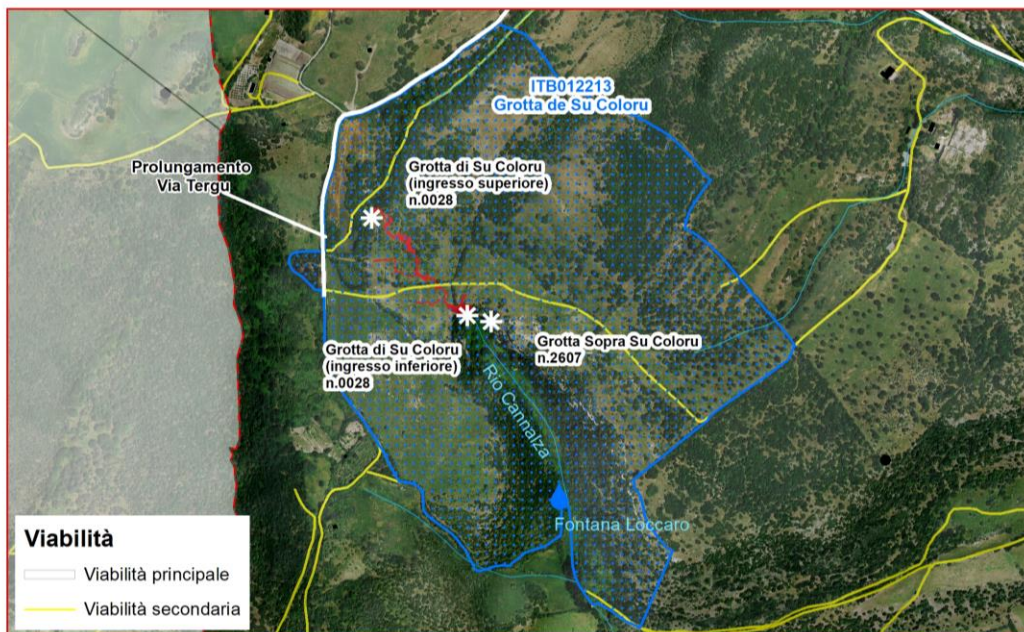 ITB012213
Grotta de Su Coloru
Prolungamento
Via Tergu
Grotta di Su Coloru
(ingresso superiore)
n.0028
Grotta di Su Coloru
(ingresso inferiore)
n.0028
Grotta Sopra Su Coloru
n.2607
Rio Cannalza
Fontana Loccaro
Viabilità
Viabilità principale
Viabilità secondaria